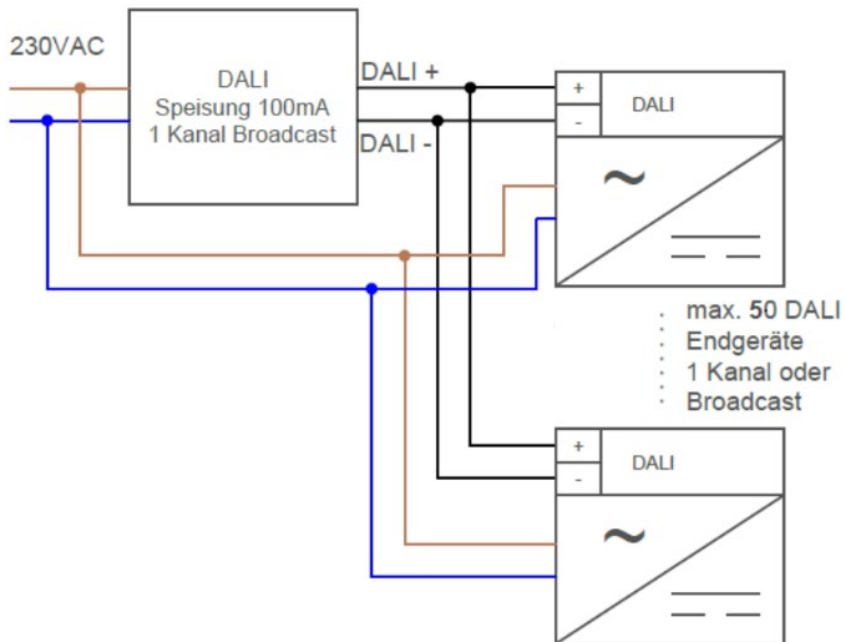 230VAC
DALI
Speisung 100mA
1 Kanal Broadcast
DALI +
DALI -
+
DALI
-
~
max. 50 DALI
Endgeräte
1 Kanal oder
Broadcast
+
DALI
-
~